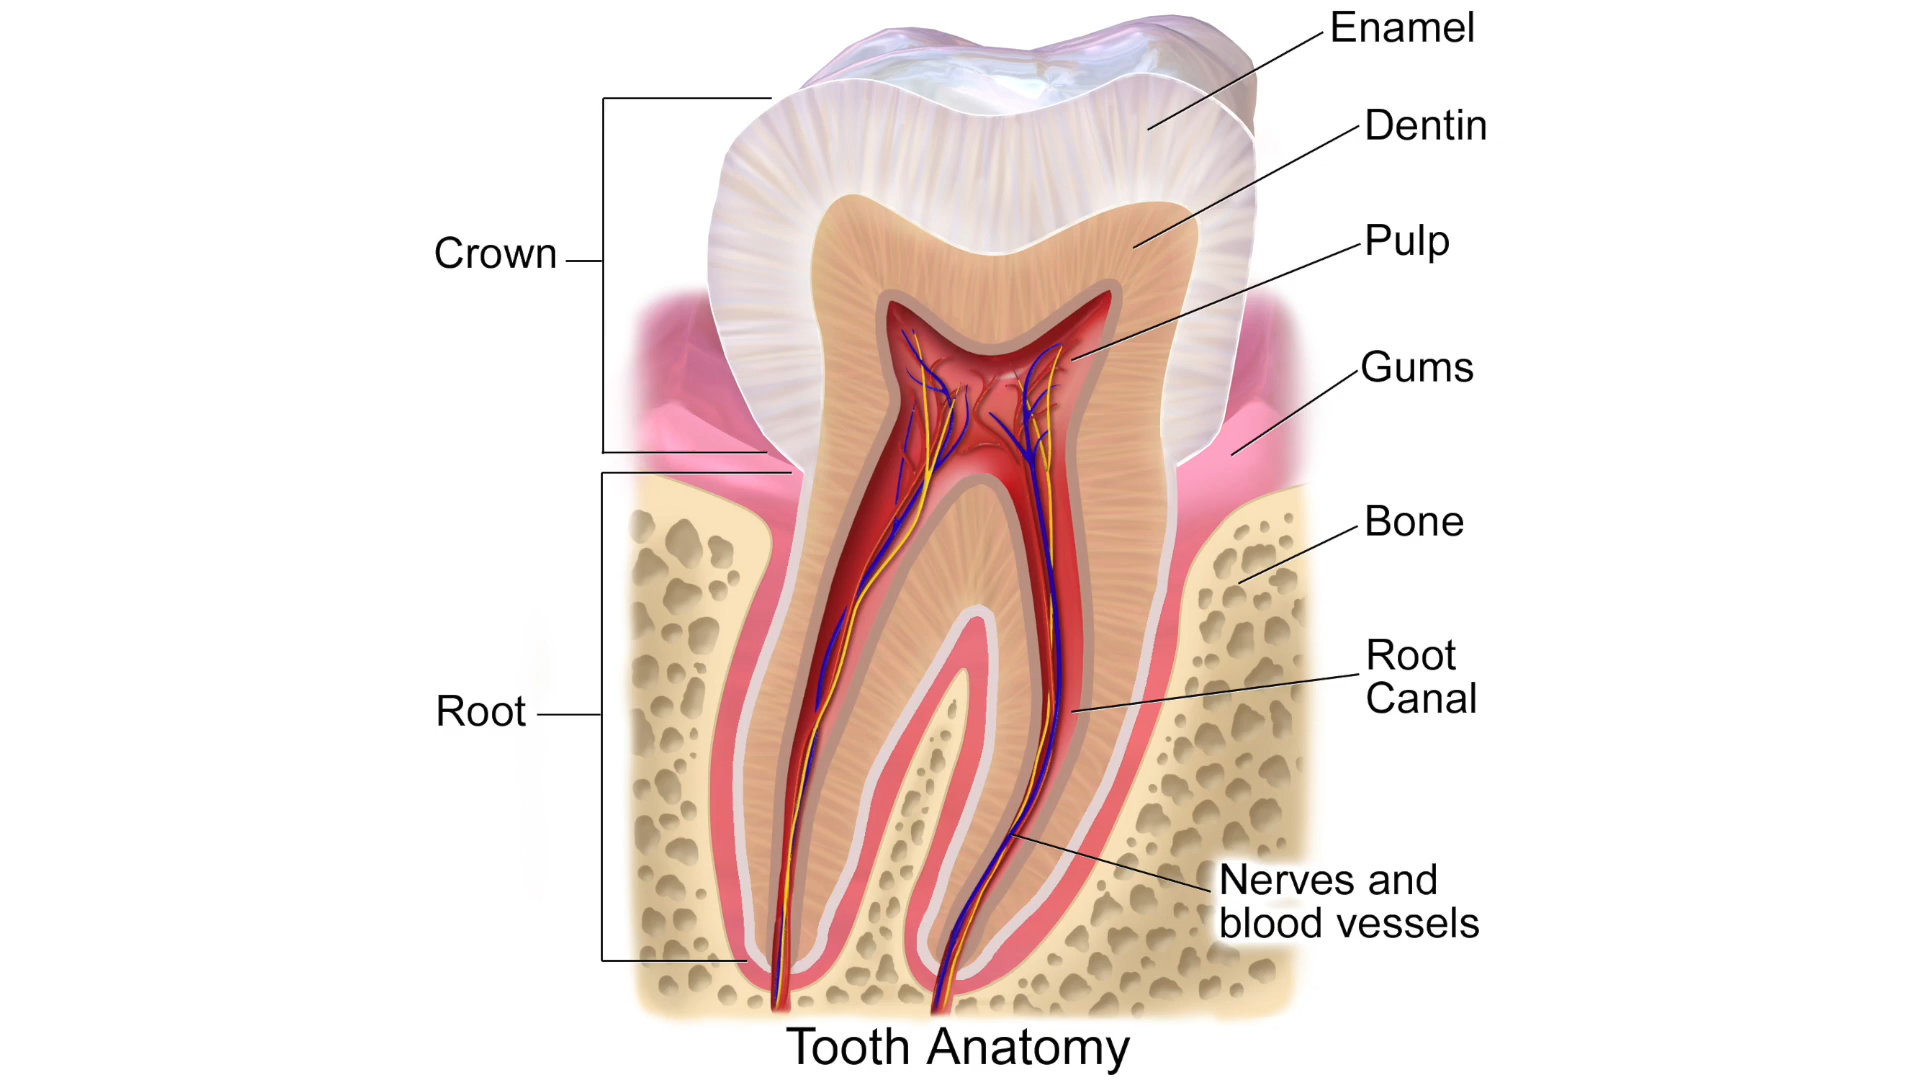 Enamel
Dentin
Crown
Pulp
Gums
Bone
Root
Canal
Root
Nerves and
blood vessels
Tooth Anatomy